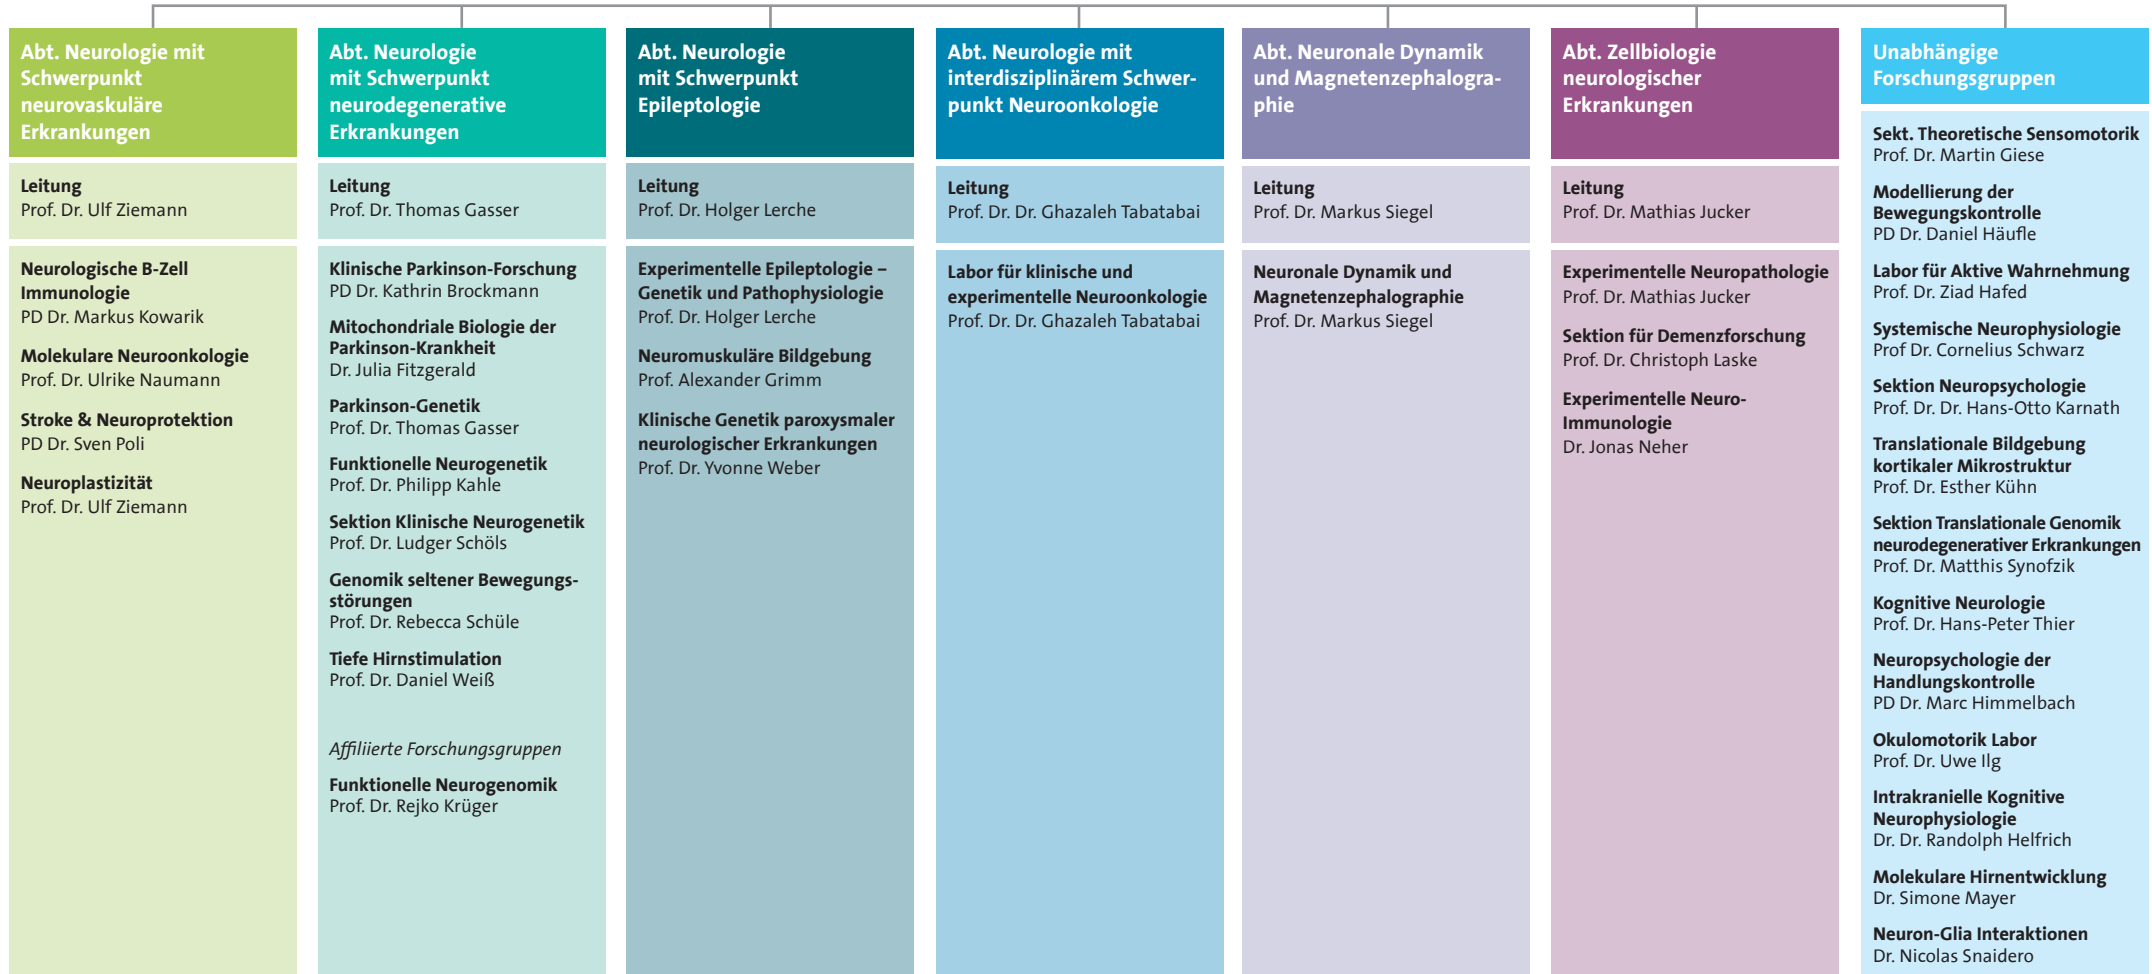 Abt. Neurologie mit
Schwerpunkt
neurovaskuläre
Erkrankungen
Leitung
Prof. Dr. Ulf Ziemann
Neurologische B-Zell
Immunologie
PD Dr. Markus Kowarik
Molekulare Neuroonkologie
Prof. Dr. Ulrike Naumann
Stroke & Neuroprotektion
PD Dr. Sven Poli
Neuroplastizität
Prof. Dr. Ulf Ziemann
Abt. Neurologie
mit Schwerpunkt
neurodegenerative
Erkrankungen
Leitung
Prof. Dr. Thomas Gasser
Klinische Parkinson-Forschung
PD Dr. Kathrin Brockmann
Mitochondriale Biologie der
Parkinson-Krankheit
Dr. Julia Fitzgerald
Parkinson-Genetik
Prof. Dr. Thomas Gasser
Funktionelle Neurogenetik
Prof. Dr. Philipp Kahle
Sektion Klinische Neurogenetik
Prof. Dr. Ludger Schöls
Genomik seltener Bewegungs-
störungen
Prof. Dr. Rebecca Schüle
Tiefe Hirnstimulation
Prof. Dr. Daniel Weiß
Affiliierte Forschungsgruppen
Funktionelle Neurogenomik
Prof. Dr. Rejko Krüger
Abt. Neurologie
mit Schwerpunkt
Epileptologie
Leitung
Prof. Dr. Holger Lerche
Experimentelle Epileptologie –
Genetik und Pathophysiologie
Prof. Dr. Holger Lerche
Neuromuskuläre Bildgebung
Prof. Alexander Grimm
Klinische Genetik paroxysmaler
neurologischer Erkrankungen
Prof. Dr. Yvonne Weber
Abt. Neurologie mit
interdisziplinärem Schwer-
punkt Neuroonkologie
Leitung
Prof. Dr. Dr. Ghazaleh Tabatabai
Labor für klinische und
experimentelle Neuroonkologie
Prof. Dr. Dr. Ghazaleh Tabatabai
Abt. Neuronale Dynamik
und Magnetenzephalogra-
phie
Leitung
Prof. Dr. Markus Siegel
Neuronale Dynamik und
Magnetenzephalographie
Prof. Dr. Markus Siegel
Abt. Zellbiologie
neurologischer
Erkrankungen
Leitung
Prof. Dr. Mathias Jucker
Experimentelle Neuropathologie
Prof. Dr. Mathias Jucker
Sektion für Demenzforschung
Prof. Dr. Christoph Laske
Experimentelle Neuro-
Immunologie
Dr. Jonas Neher
Unabhängige
Forschungsgruppen
Sekt. Theoretische Sensomotorik
Prof. Dr. Martin Giese
Modellierung der
Bewegungskontrolle
PD Dr. Daniel Häufle
Labor für Aktive Wahrnehmung
Prof. Dr. Ziad Hafed
Systemische Neurophysiologie
Prof Dr. Cornelius Schwarz
Sektion Neuropsychologie
Prof. Dr. Dr. Hans-Otto Karnath
Translationale Bildgebung
kortikaler Mikrostruktur
Prof. Dr. Esther Kühn
Sektion Translationale Genomik
neurodegenerativer Erkrankungen
Prof. Dr. Matthis Synofzik
Kognitive Neurologie
Prof. Dr. Hans-Peter Thier
Neuropsychologie der
Handlungskontrolle
PD Dr. Marc Himmelbach
Okulomotorik Labor
Prof. Dr. Uwe Ilg
Intrakranielle Kognitive
Neurophysiologie
Dr. Dr. Randolph Helfrich
Molekulare Hirnentwicklung
Dr. Simone Mayer
Neuron-Glia Interaktionen
Dr. Nicolas Snaidero